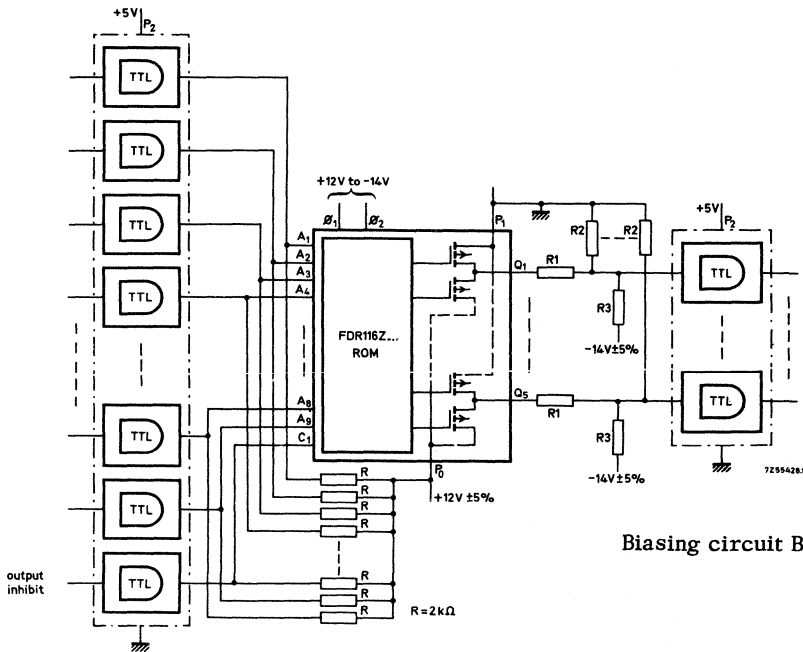 +5V
P2
TTL
TTL
TTL
TTL
TTL
TTL
TTL
output
inhibit
+12V to -14V
Ø1
Ø2
A1
A2
A3
A4
A8
A9
C1
FDR116Z...
ROM
P1
Q1
Q5
P0
+12V ±5%
R
R
R
R
R
R
R
R=2kΩ
R1
R2
R2
R3
-14V±5%
R1
R3
-14V±5%
+5V
P2
TTL
TTL
7Z55428.1
Biasing circuit B